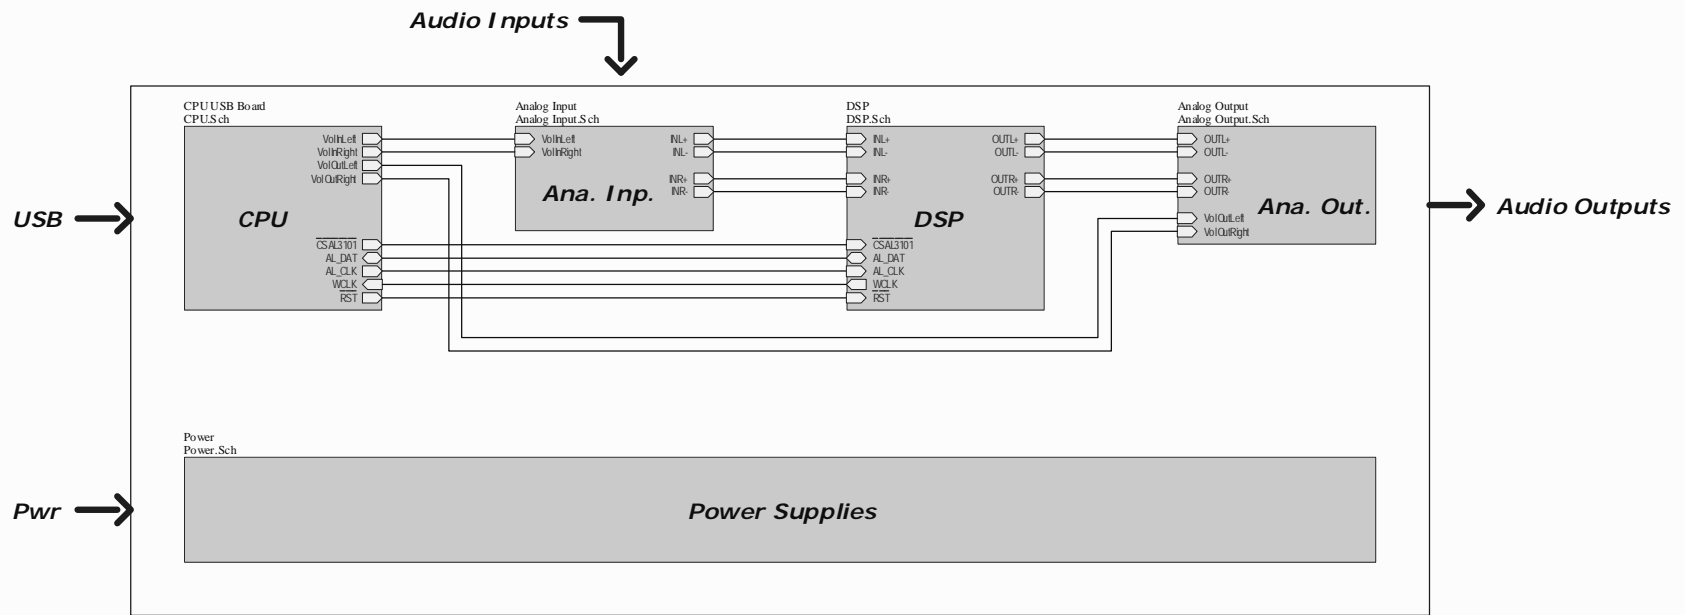 Audio Inputs
CPU USB Board
CPU.Sch
VolInLeft
VolInRight
VolOutLeft
VolOutRight
CPU
CSAL3101
AL_DAT
AL_CLK
WCLK
RST
Analog Input
Analog Input.Sch
VolInLeft
VolInRight
INL+
INL-
INR+
INR-
Ana. Inp.
DSP
DSP.Sch
INL+
INL-
INR+
INR-
OUTL+
OUTL-
OUTR+
OUTR-
DSP
CSAL3101
AL_DAT
AL_CLK
WCLK
RST
Analog Output
Analog Output.Sch
OUTL+
OUTL-
OUTR+
OUTR-
VolOutLeft
VolOutRight
Ana. Out.
USB
Audio Outputs
Power
Power.Sch
Pwr
Power Supplies